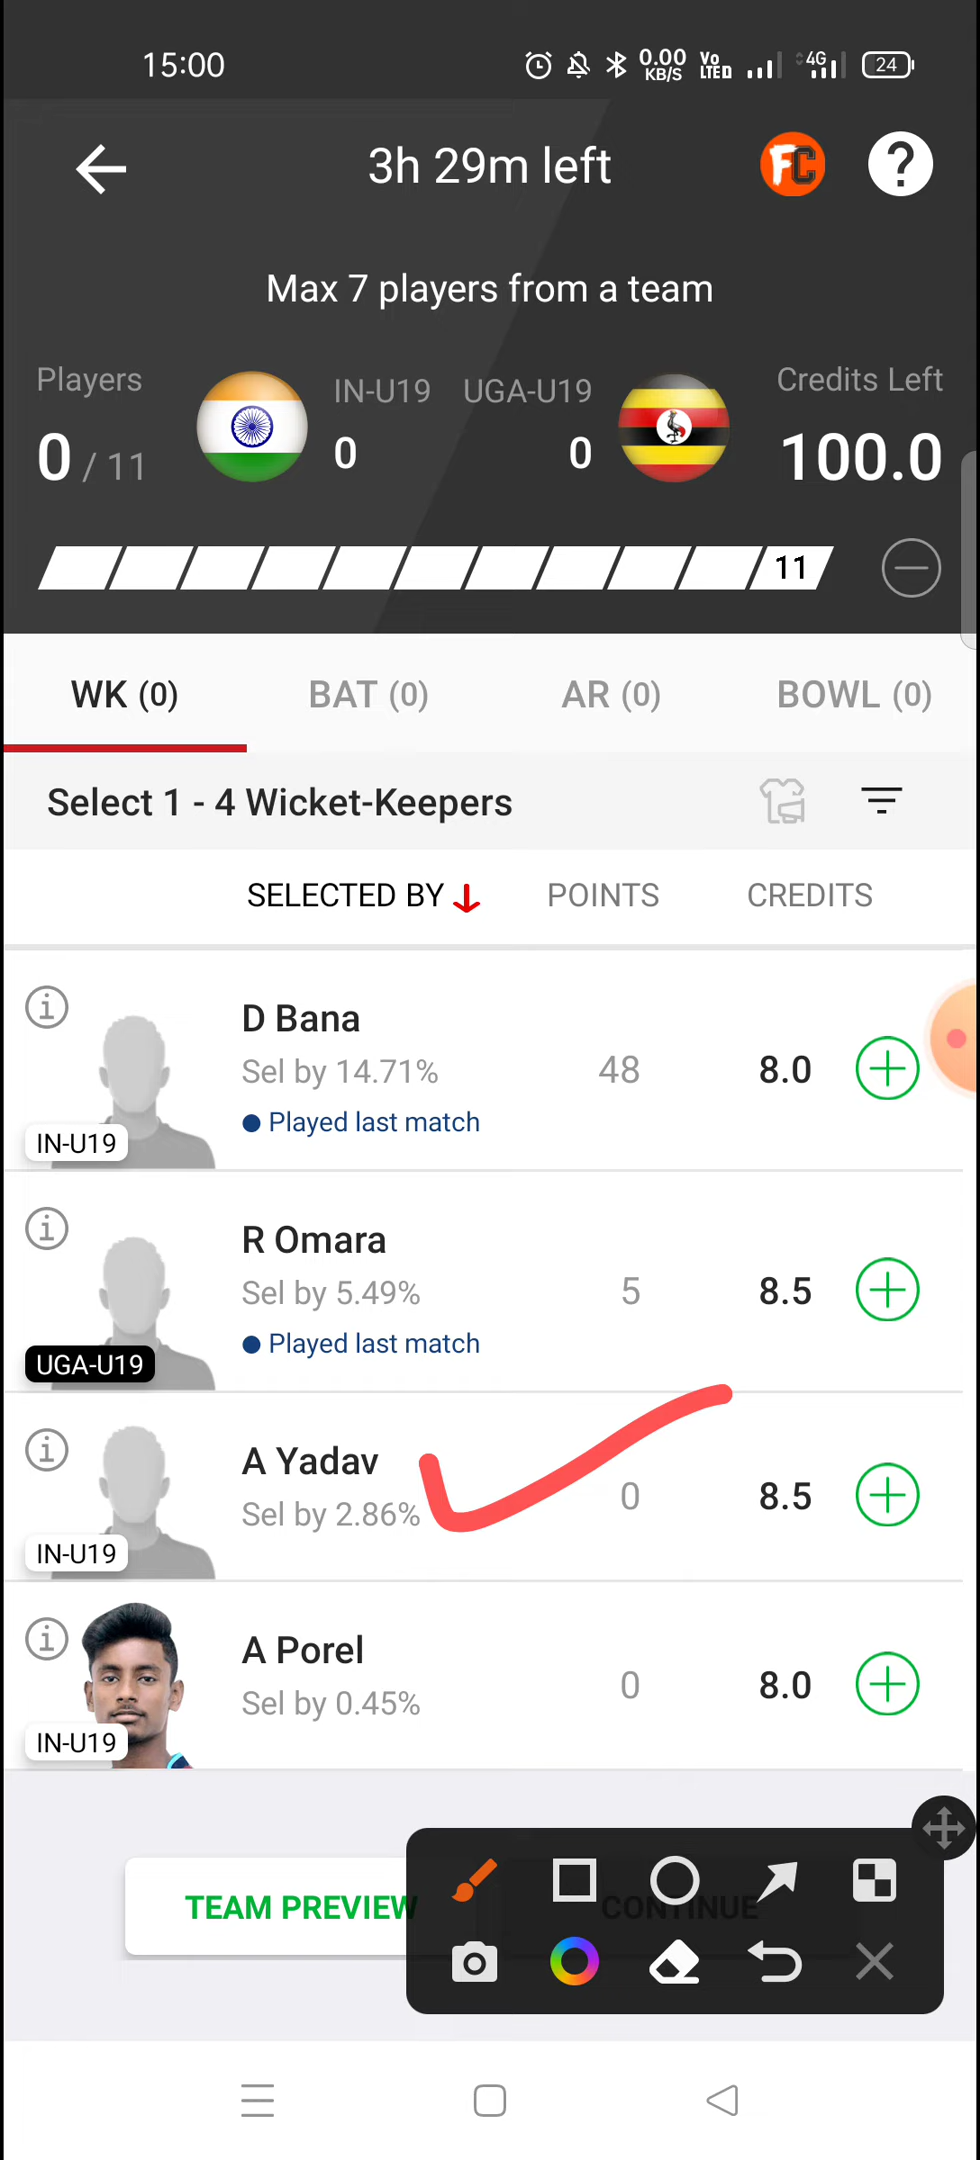 15:00
0.00 KB/S
Vo LTE D
4G
24
3h 29m left
FC
?
Max 7 players from a team
Players
IN-U19
UGA-U19
Credits Left
0 / 11
0
0
100.0
11
WK (0)
BAT (0)
AR (0)
BOWL (0)
Select 1 - 4 Wicket-Keepers
SELECTED BY
POINTS
CREDITS
D Bana
Sel by 14.71%
48
8.0
Played last match
IN-U19
R Omara
Sel by 5.49%
5
8.5
Played last match
UGA-U19
A Yadav
Sel by 2.86%
0
8.5
IN-U19
A Porel
Sel by 0.45%
0
8.0
IN-U19
TEAM PREVIEW
CONTINUE